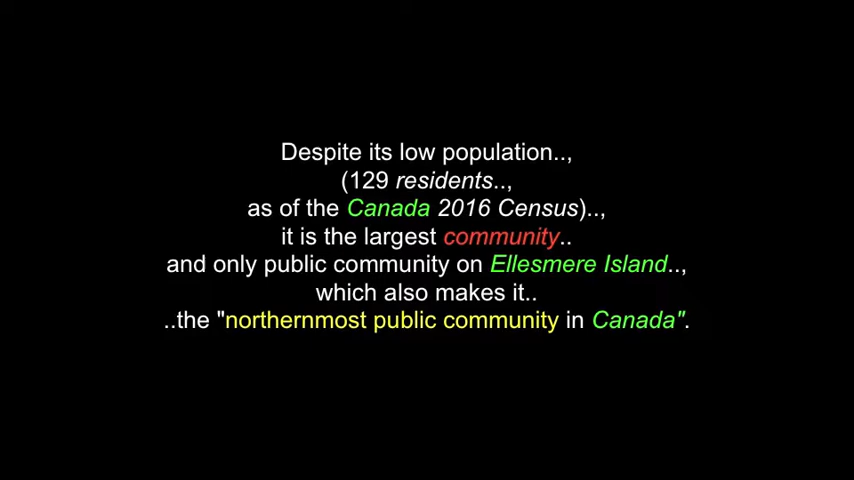 Despite its low population..,
(129 residents..,
as of the Canada 2016 Census)..,
it is the largest community..
and only public community on Ellesmere Island..,
which also makes it..
..the "northernmost public community in Canada".